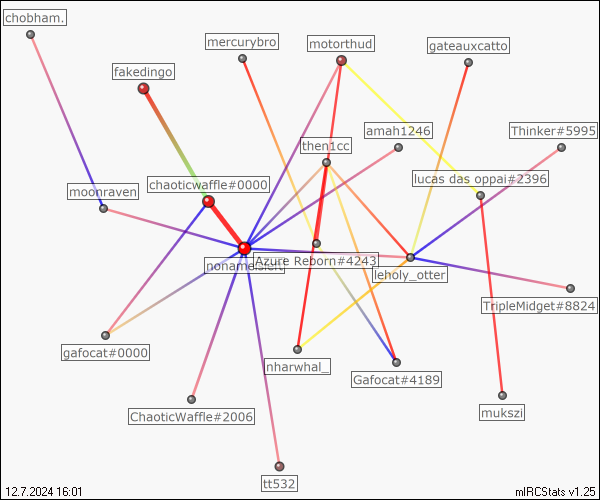 chobham.
mercurybro
motorthud
gateauxcatto
fakedingo
amah1246
Thinker#5995
then1cc
lucas das oppai#2396
moonraven
chaoticwaffle#0000
Azure Reborn#4243
leholy_otter
TripleMidget#8824
gafocat#0000
nharwhal_
Gafocat#4189
ChaoticWaffle#2006
mukszi
tt532
12.7.2024 16:01
mIRCStats v1.25